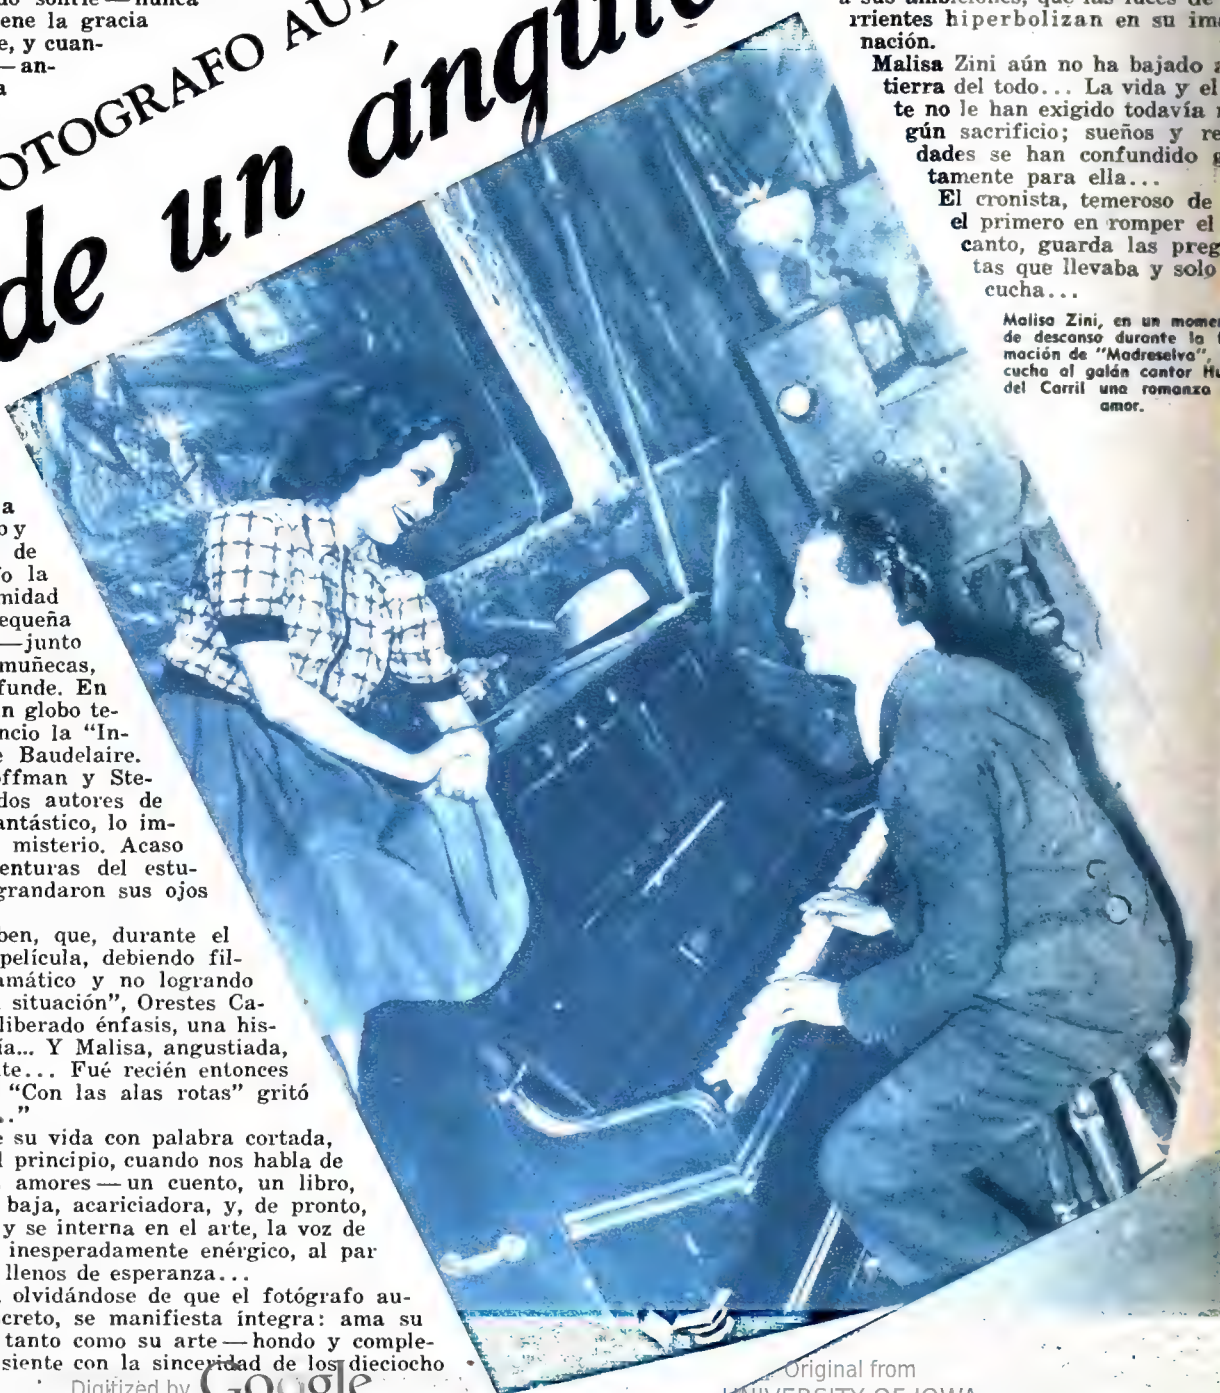 ene la gracia
e, y cuan-
—an-
a
OTOGRAFO AU
de un ángulo
rrientes hiperbolizan en su ima
nación.
Malisa Zini aún no ha bajado a
tierra del todo... La vida y el
te no le han exigido todavía
gún sacrificio; sueños y re
dades se han confundido g
tamente para ella...
El cronista, temeroso de
el primero en romper el
canto, guarda las preg
tas que llevaba y solo
cucha...
Malisa Zini, en un momen
de descanso durante la f
mación de "Madreselva",
cucha al galán cantor Hu
del Carril una romanza
amor.
a
o y
de
o la
midad
equeña
—junto
muñecas,
funde. En
n globo te-
ncio la "In-
e Baudelaire.
offman y Ste-
dos autores de
antástico, lo im-
misterio. Acaso
enturas del estu-
grandaron sus ojos
ben, que, durante el
película, debiendo fil-
amático y no logrando
situación", Orestes Ca-
liberado énfasis, una his-
ía... Y Malisa, angustiada,
te... Fué recién entonces
"Con las alas rotas" gritó
.."
e su vida con palabra cortada,
l principio, cuando nos habla de
amores — un cuento, un libro,
baja, acariciadora, y, de pronto,
y se interna en el arte, la voz de
inesperadamente enérgico, al par
llenos de esperanza...
olvidándose de que el fotógrafo au-
creto, se manifiesta íntegra: ama su
tanto como su arte — hondo y comple-
siente con la sinceridad de los dieciocho
Digitized by Google
Original from
UNIVERSITY OF IOWA